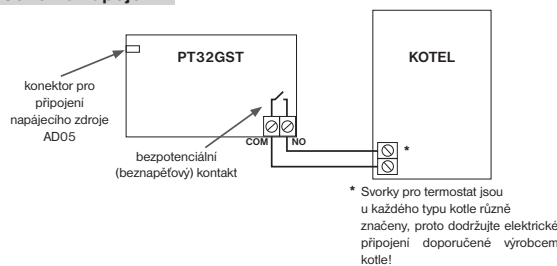 PT32GST
KOTEL
konektor pro
připojení
napájecího zdroje
AD05
COM
NO
bezpotenciální
(beznapěťový) kontakt
*
* Svorky pro termostat jsou
u každého typu kotle různě
značeny, proto dodržujte elektrické
připojení doporučené výrobcem
kotle!